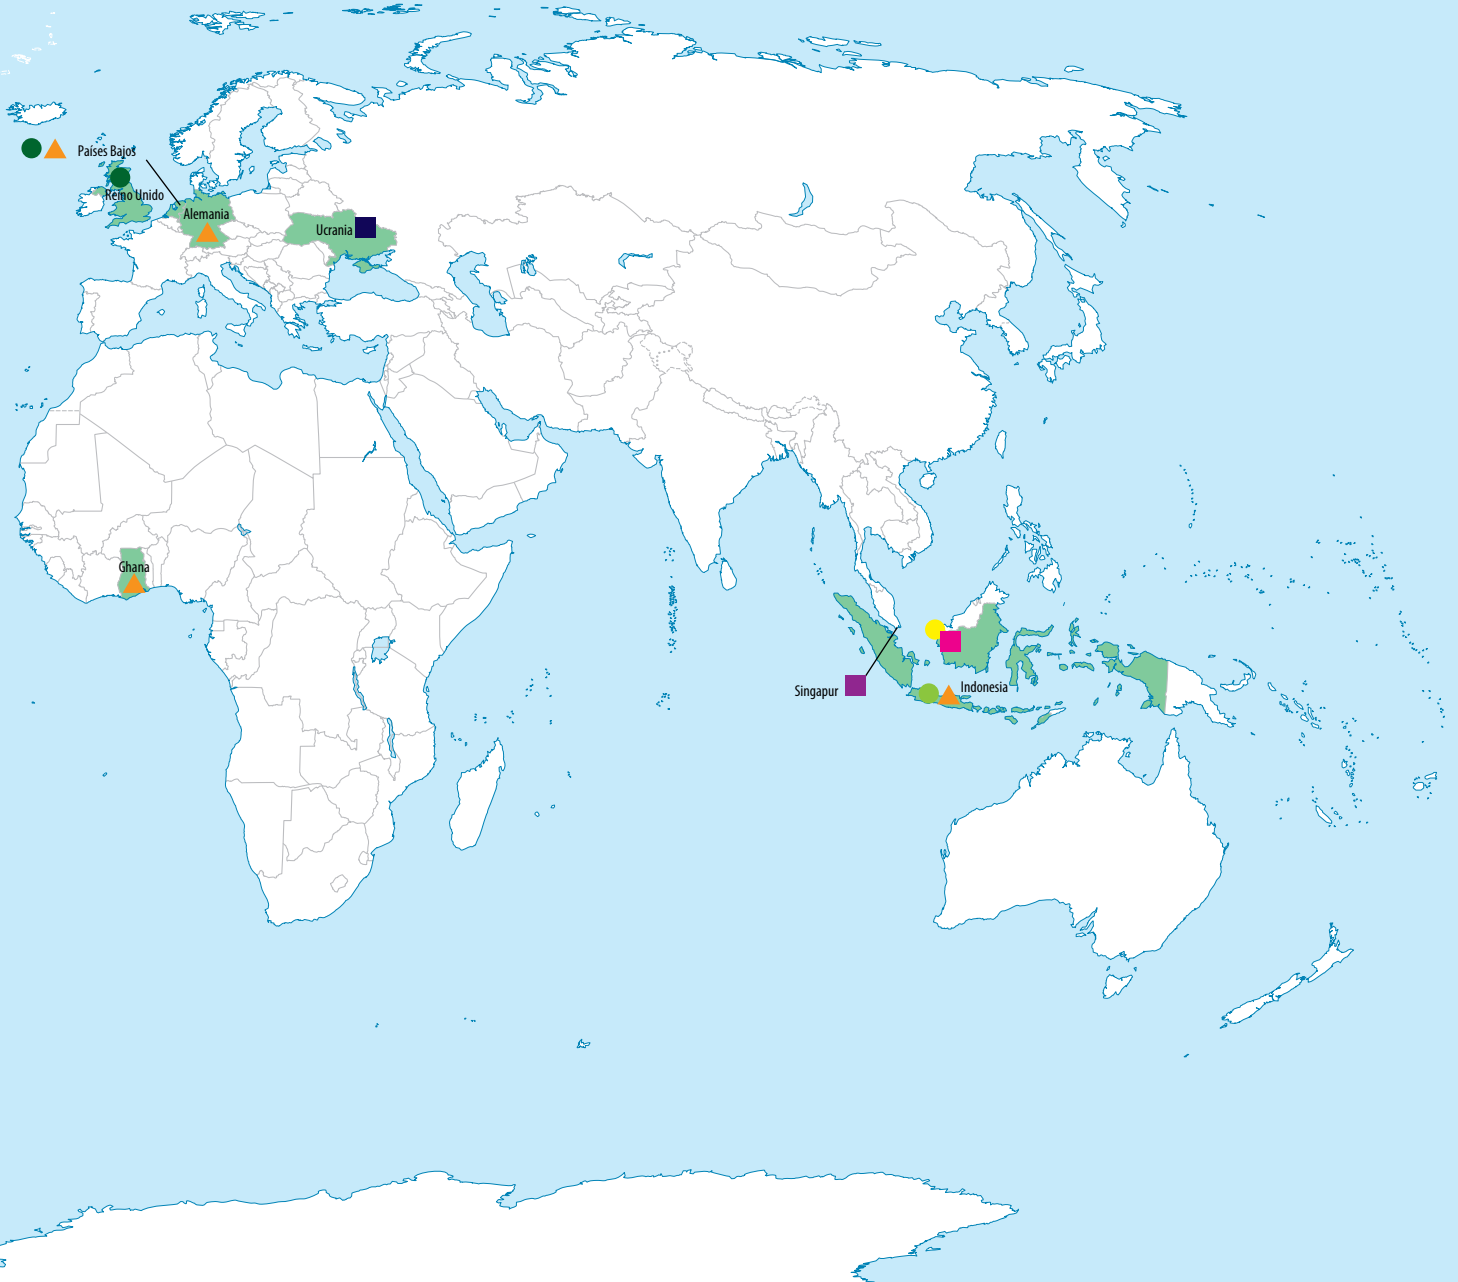 Países Bajos
Reino Unido
Alemania
Ucrania
Ghana
Singapur
Indonesia